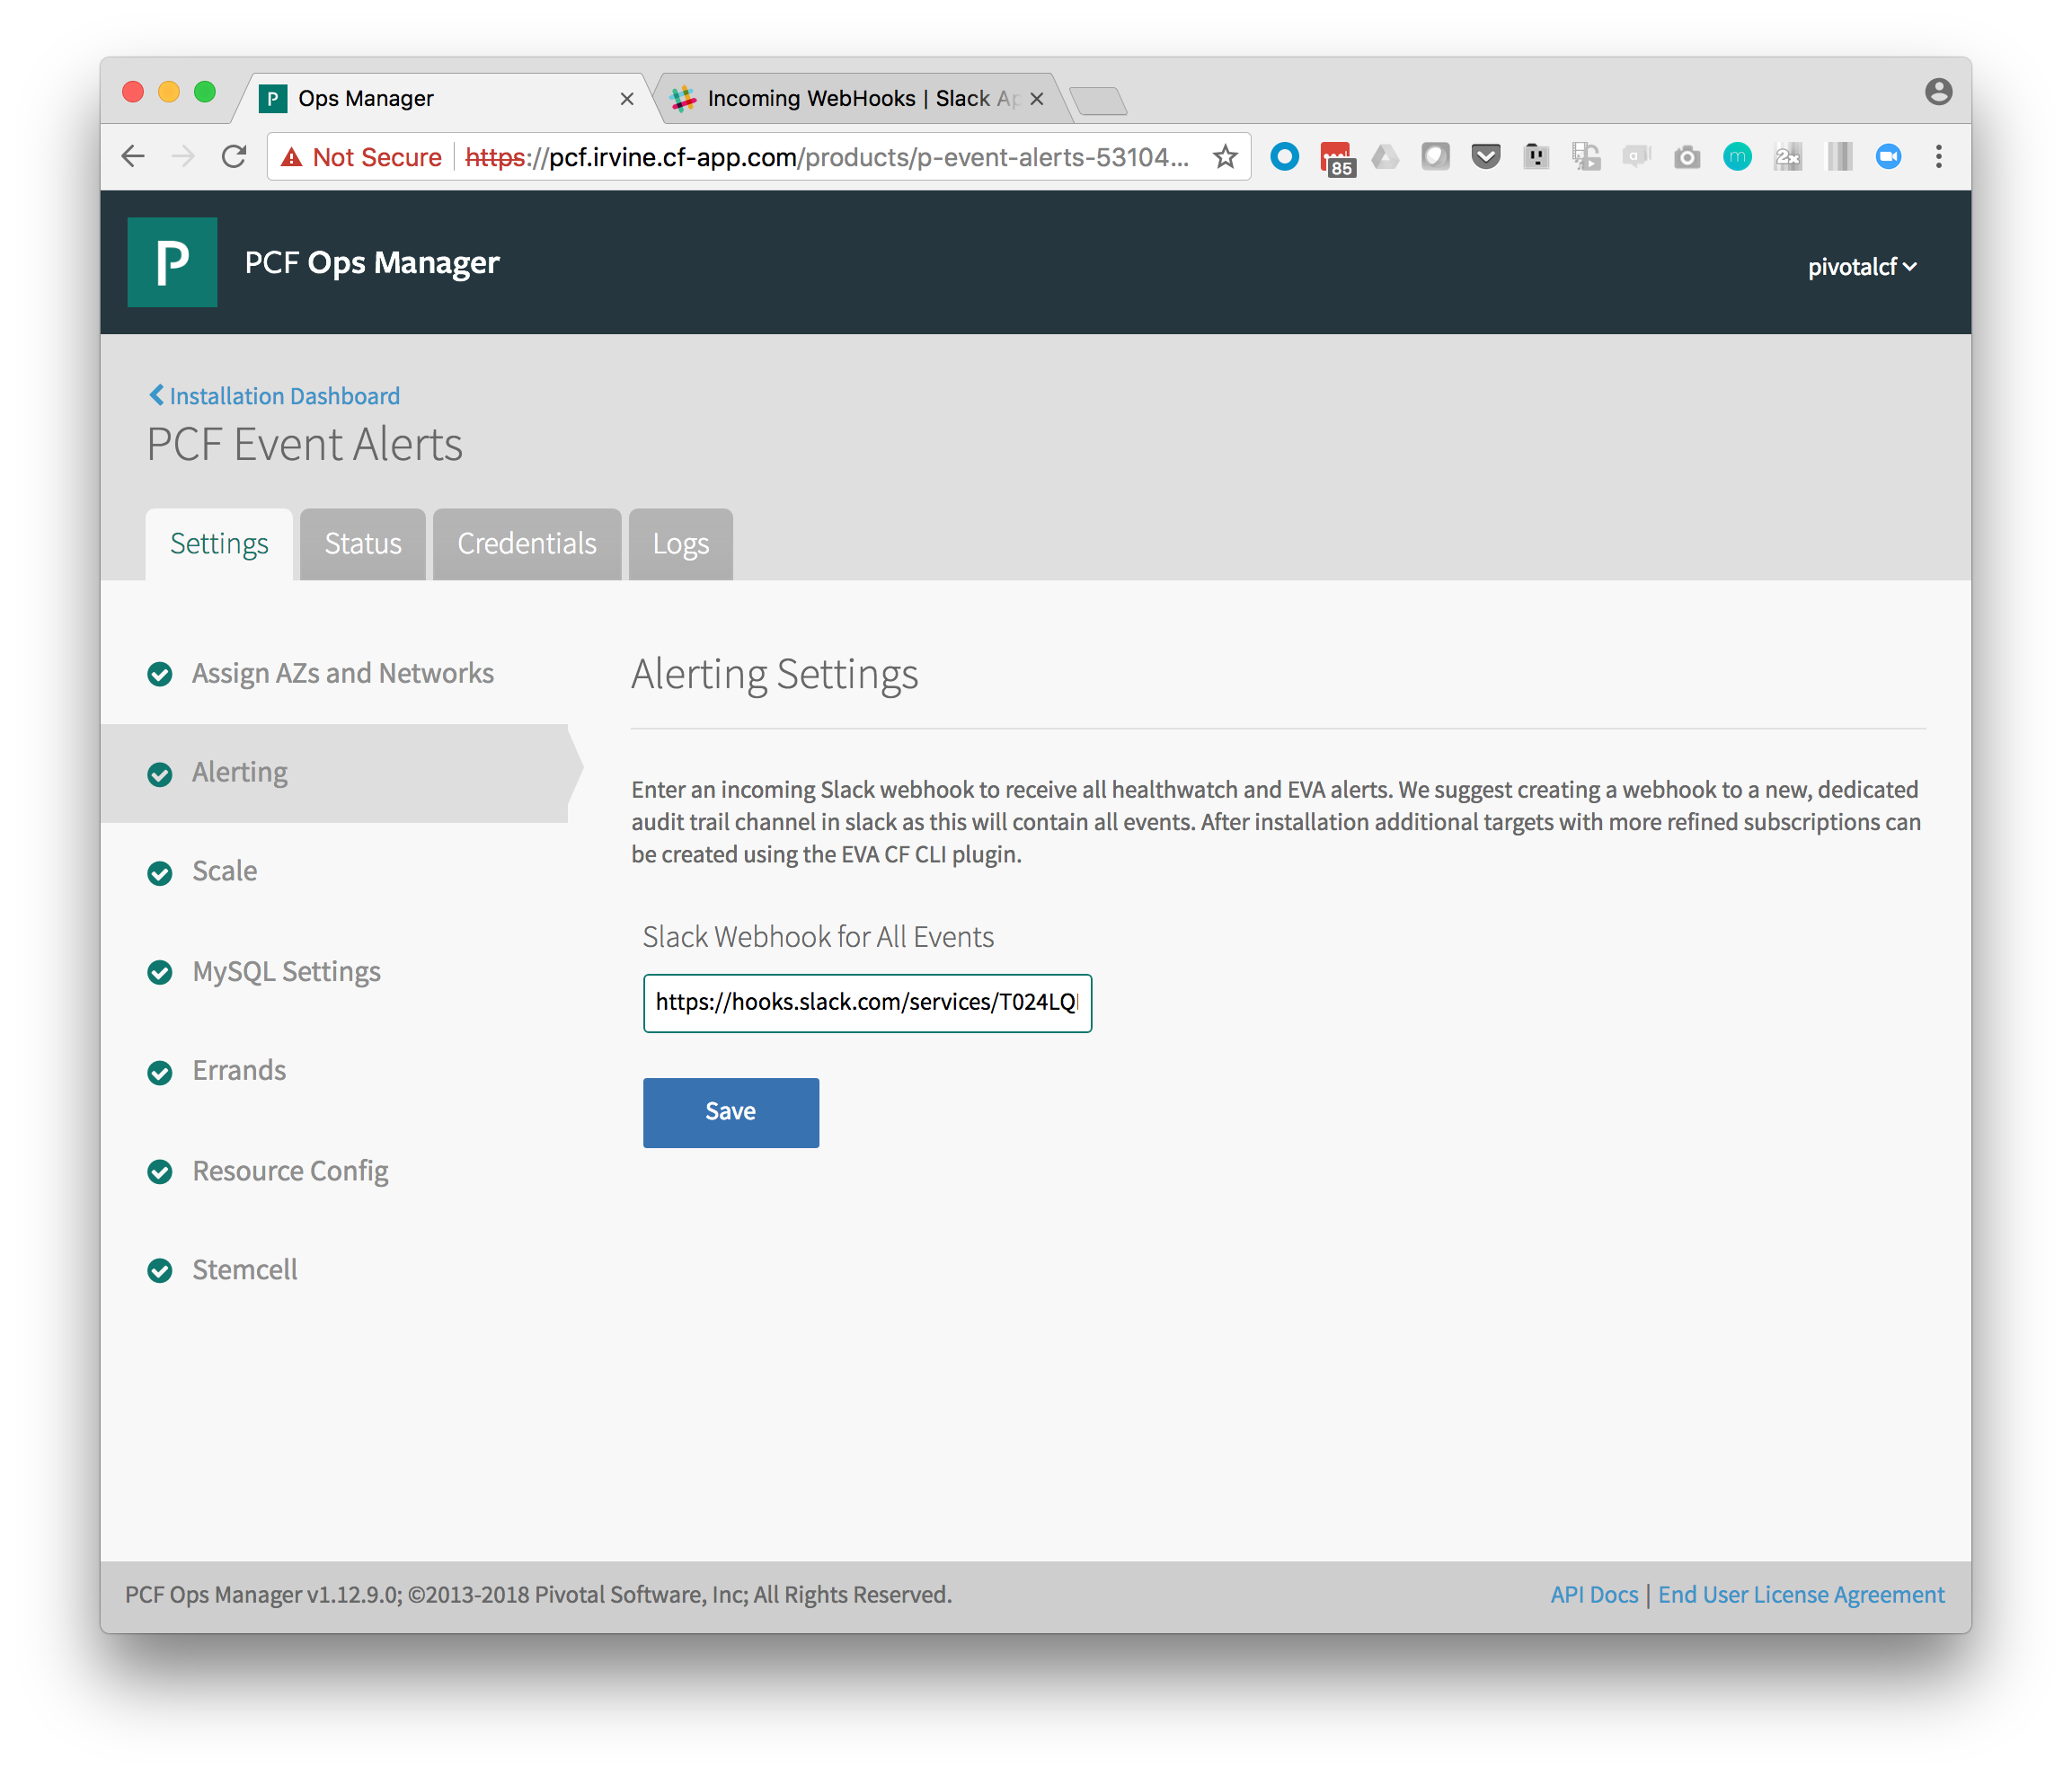 Ops Manager
Incoming WebHooks | Slack Ap
Not Secure https://pcf.irvine.cf-app.com/products/p-event-alerts-53104...
85
a
m
2x
P
PCF Ops Manager
pivotalcf
Installation Dashboard
PCF Event Alerts
Settings Status Credentials Logs
Assign AZs and Networks
Alerting
Scale
MySQL Settings
Errands
Resource Config
Stemcell
Alerting Settings
Enter an incoming Slack webhook to receive all healthwatch and EVA alerts. We suggest creating a webhook to a new, dedicated
audit trail channel in slack as this will contain all events. After installation additional targets with more refined subscriptions can
be created using the EVA CF CLI plugin.
Slack Webhook for All Events
https://hooks.slack.com/services/T024LQ
Save
PCF Ops Manager v1.12.9.0; ©2013-2018 Pivotal Software, Inc; All Rights Reserved.
API Docs | End User License Agreement